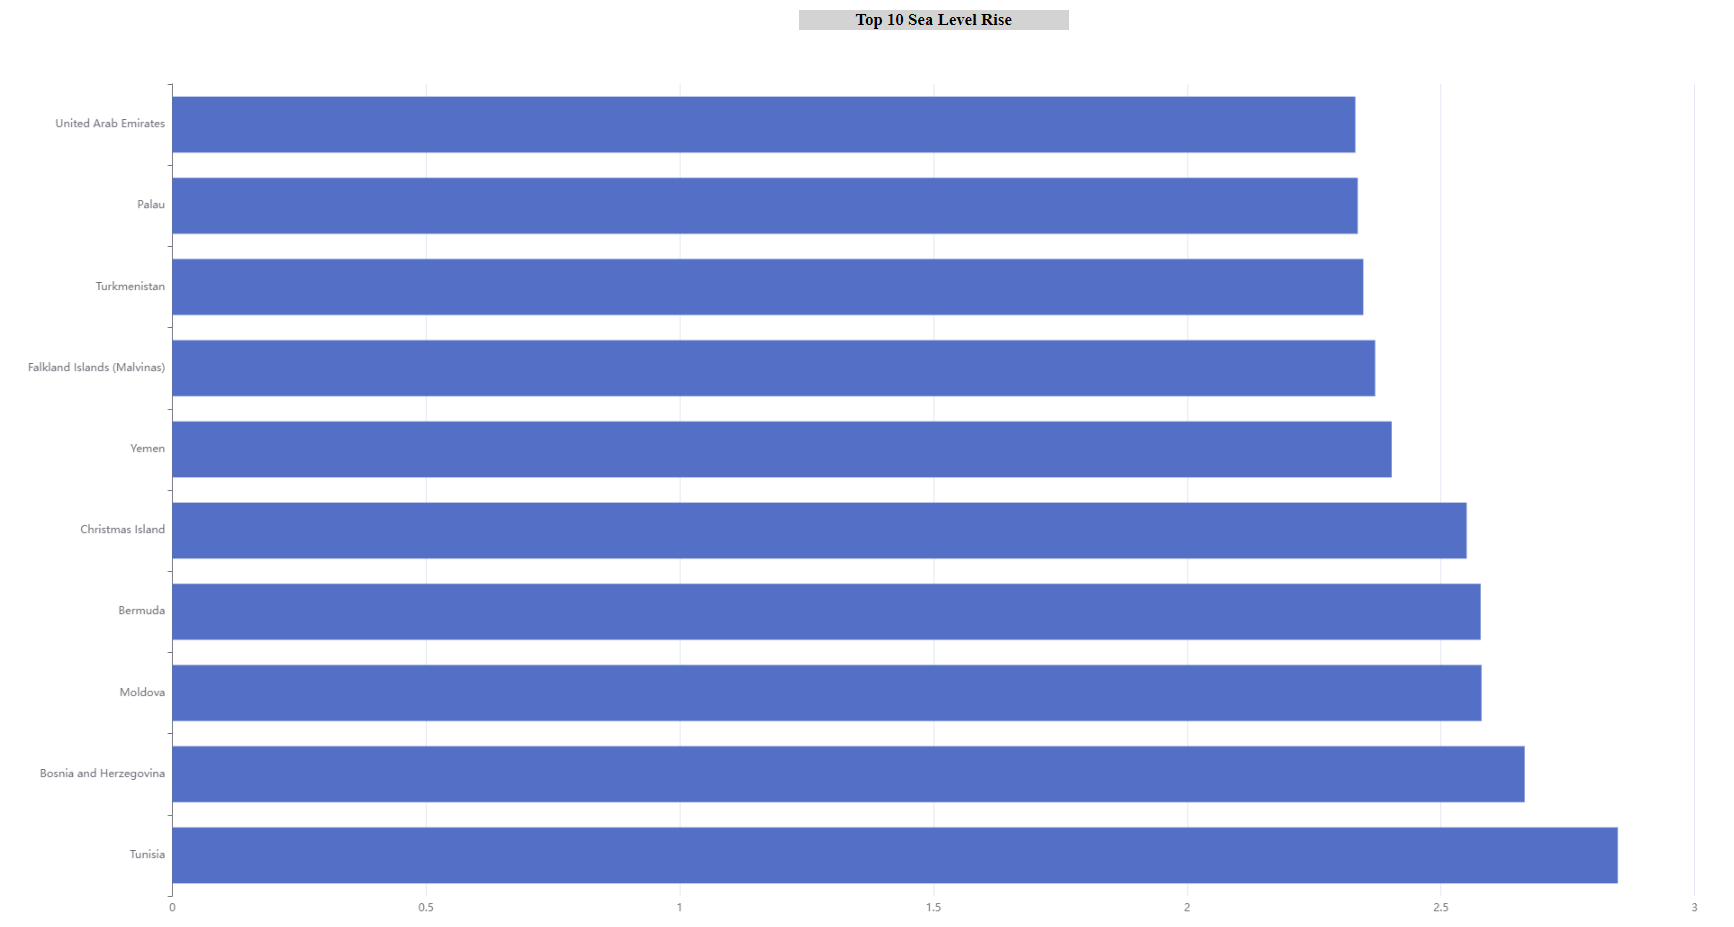 Top 10 Sea Level Rise
United Arab Emirates
Palau
Turkmenistan
Falkland Islands (Malvinas)
Yemen
Christmas Island
Bermuda
Moldova
Bosnia and Herzegovina
Tunisia
0 0.5 1 1.5 2 2.5 3